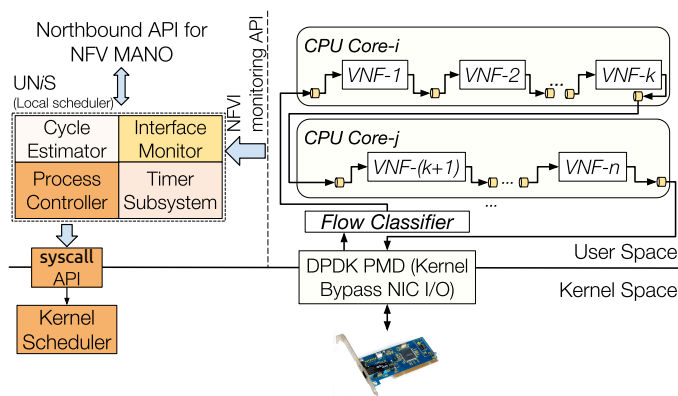 Northbound API for
NFV MANO
UNiS
(Local scheduler)
Cycle
Estimator
Interface
Monitor
Process
Controller
Timer
Subsystem
syscall
API
Kernel
Scheduler
NFVI
monitoring API
CPU Core-i
VNF-1
VNF-2
...
VNF-k
CPU Core-j
VNF-(k+1)
...
VNF-n
...
Flow Classifier
User Space
DPDK PMD (Kernel
Bypass NIC I/O)
Kernel Space